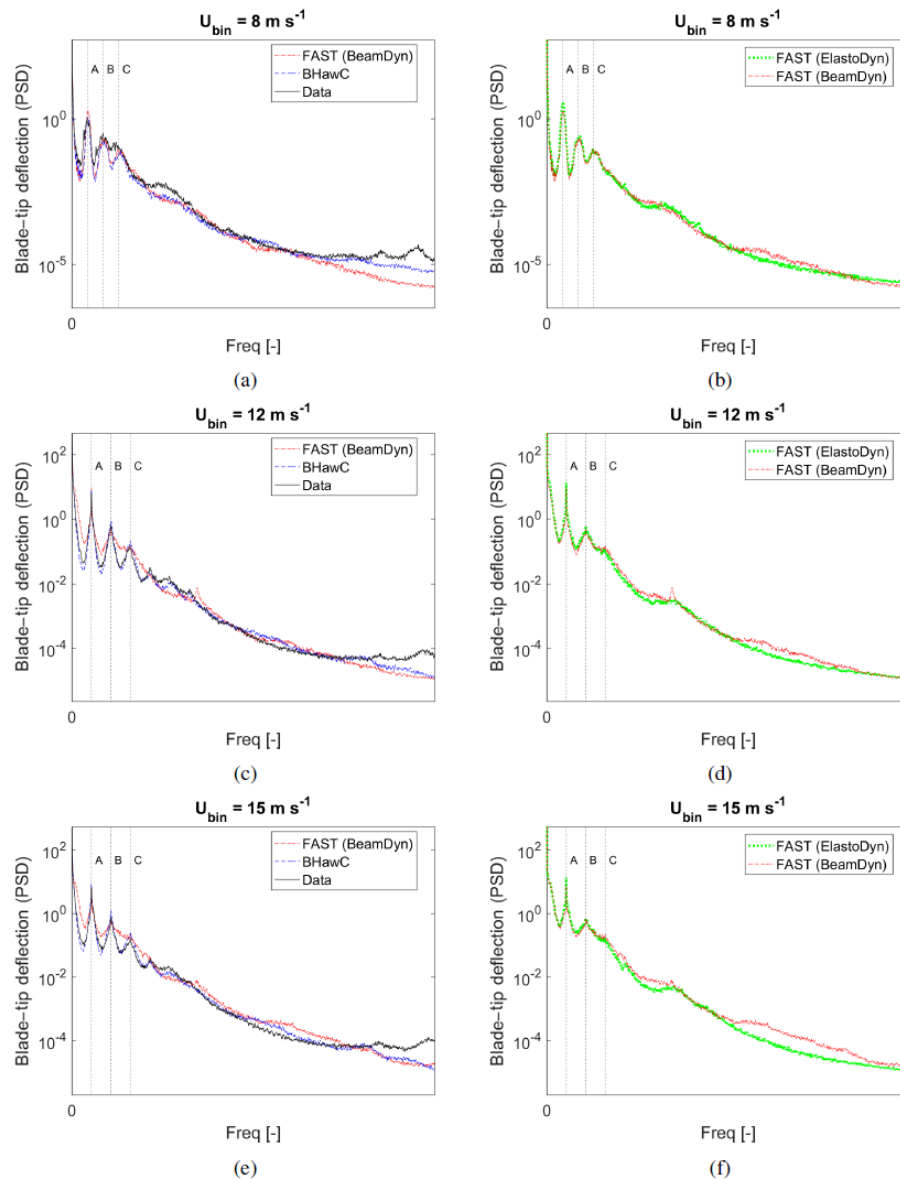 U_bin = 8 m s^-1
Blade−tip deflection (PSD)
10^0
10^-5
A B C
FAST (BeamDyn)
BHawC
Data
0
Freq [-]
(a)
U_bin = 8 m s^-1
Blade−tip deflection (PSD)
10^0
10^-5
A B C
FAST (ElastoDyn)
FAST (BeamDyn)
0
Freq [-]
(b)
U_bin = 12 m s^-1
Blade−tip deflection (PSD)
10^2
10^0
10^-2
10^-4
A B C
FAST (BeamDyn)
BHawC
Data
0
Freq [-]
(c)
U_bin = 12 m s^-1
Blade−tip deflection (PSD)
10^2
10^0
10^-2
10^-4
A B C
FAST (ElastoDyn)
FAST (BeamDyn)
0
Freq [-]
(d)
U_bin = 15 m s^-1
Blade−tip deflection (PSD)
10^2
10^0
10^-2
10^-4
A B C
FAST (BeamDyn)
BHawC
Data
0
Freq [-]
(e)
U_bin = 15 m s^-1
Blade−tip deflection (PSD)
10^2
10^0
10^-2
10^-4
A B C
FAST (ElastoDyn)
FAST (BeamDyn)
0
Freq [-]
(f)